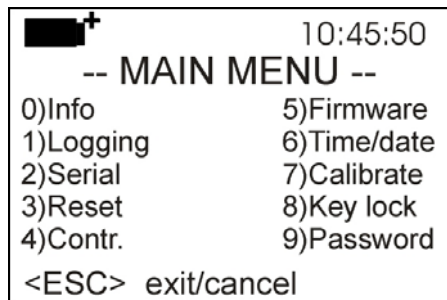 10:45:50
-- MAIN MENU --
0)Info 5)Firmware
1)Logging 6)Time/date
2)Serial 7)Calibrate
3)Reset 8)Key lock
4)Contr. 9)Password
<ESC> exit/cancel